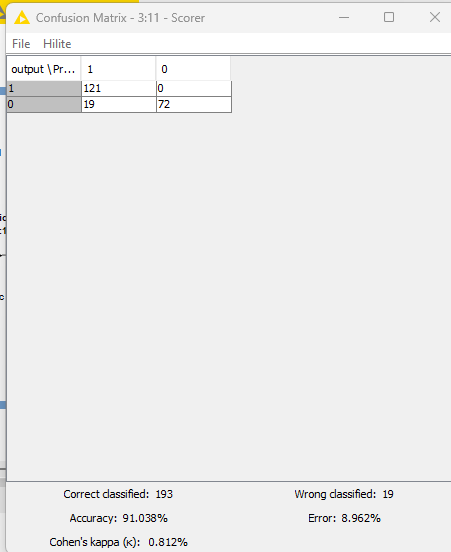 Confusion Matrix - 3:11 - Scorer
File Hilite
output \ Pr... 1 0
1 121 0
0 19 72
Correct classified: 193 Wrong classified: 19
Accuracy: 91.038% Error: 8.962%
Cohen's kappa (κ): 0.812%